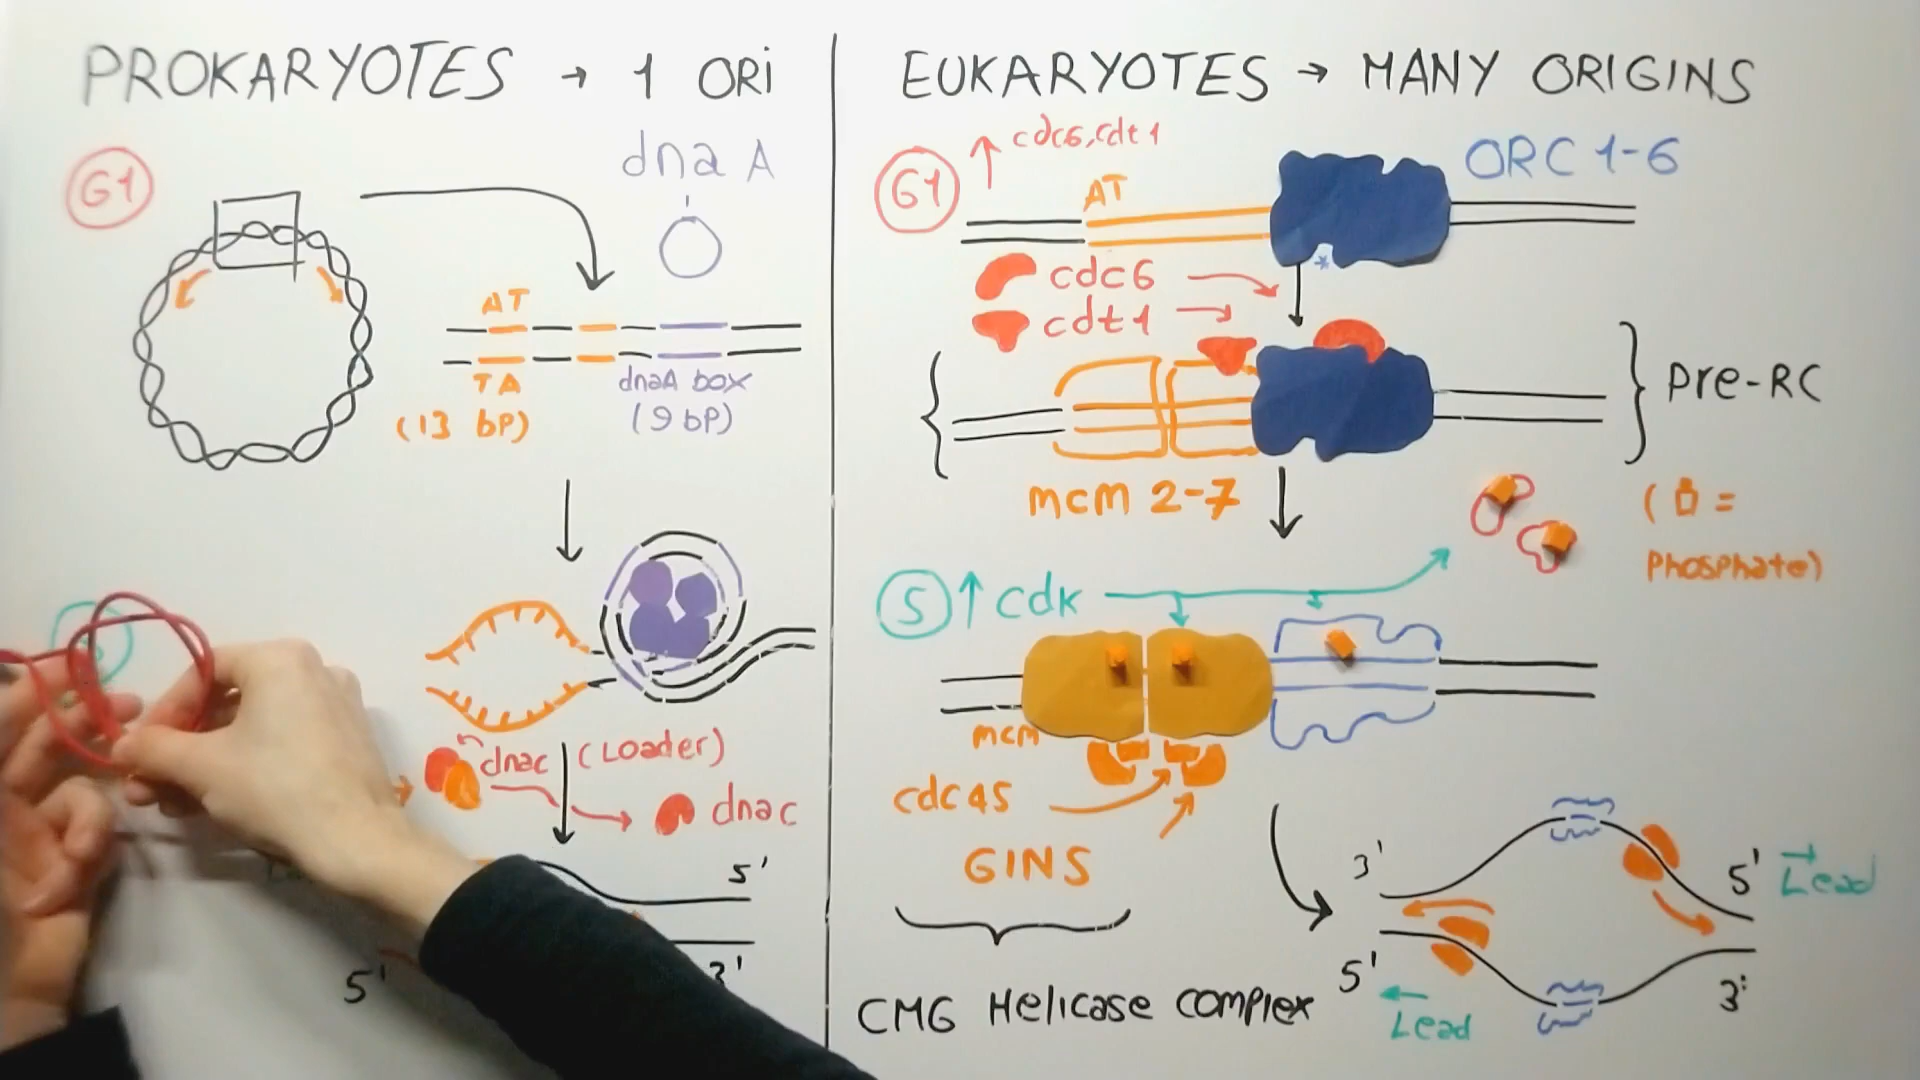 PROKARYOTES → 1 ORi
G1
dna A
AT
TA
(13 bP)
dnaA box
(9 bP)
S
dnac (Loader)
dnac
5'
5'
3'
EUKARYOTES → MANY ORIGINS
G1 ↑ cdc6, cdt1
ORC 1-6
AT
*
cdc6
cdt1
Pre-RC
mcm 2-7
( =
Phosphate)
S ↑ cdk
mcm
cdc45
GINS
CMG Helicase complex
3'
5'
Lead
5'
3'
Lead